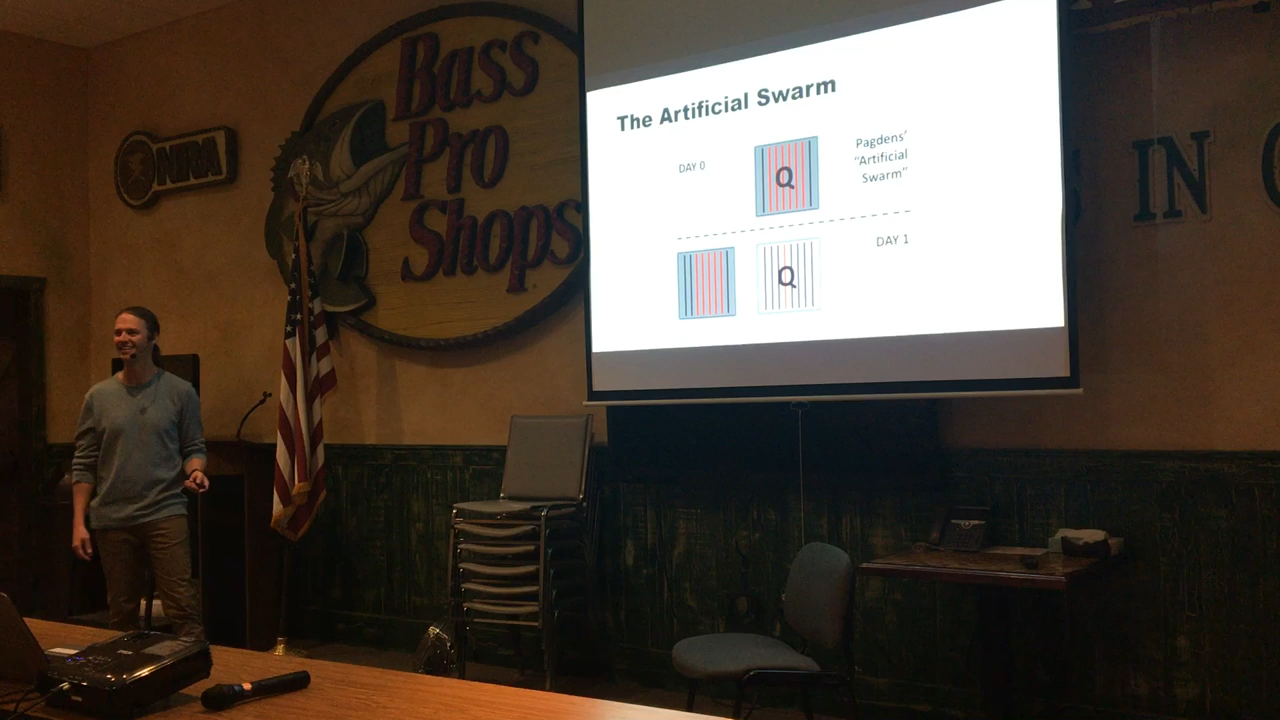 NRA
Bass
Pro
Shops
The Artificial Swarm
DAY 0
Q
Pagdens'
"Artificial
Swarm"
DAY 1
Q
IN